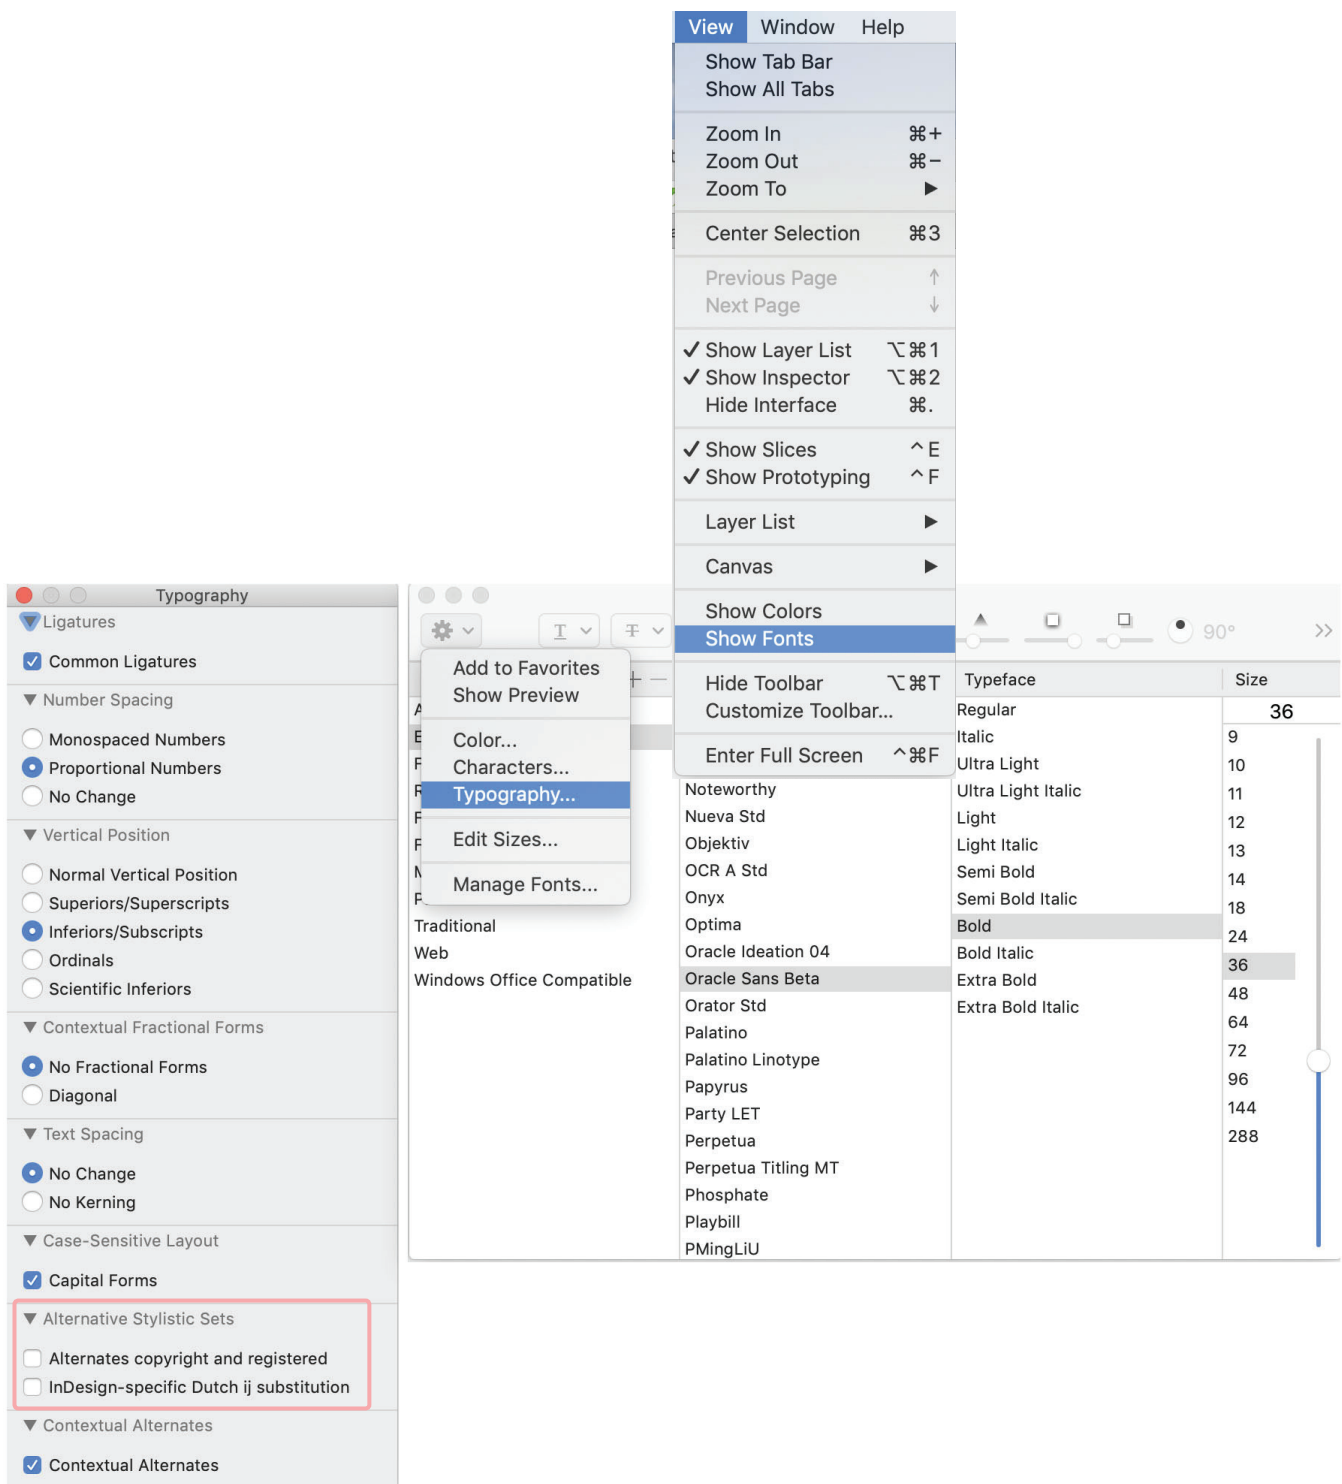 View Window Help
Show Tab Bar
Show All Tabs
Zoom In ⌘+
Zoom Out ⌘−
Zoom To ▶
Center Selection ⌘3
Previous Page ↑
Next Page ↓
✓ Show Layer List ⌥⌘1
✓ Show Inspector ⌥⌘2
Hide Interface ⌘.
✓ Show Slices ^E
✓ Show Prototyping ^F
Layer List ▶
Canvas ▶
Show Colors
Show Fonts
Hide Toolbar ⌥⌘T
Customize Toolbar...
Enter Full Screen ^⌘F
Typography
Ligatures
Common Ligatures
Number Spacing
Monospaced Numbers
Proportional Numbers
No Change
Vertical Position
Normal Vertical Position
Superiors/Superscripts
Inferiors/Subscripts
Ordinals
Scientific Inferiors
Contextual Fractional Forms
No Fractional Forms
Diagonal
Text Spacing
No Change
No Kerning
Case-Sensitive Layout
Capital Forms
Alternative Stylistic Sets
Alternates copyright and registered
InDesign-specific Dutch ij substitution
Contextual Alternates
Contextual Alternates
T T
90°
Add to Favorites
Show Preview
Color...
Characters...
Typography...
Edit Sizes...
Manage Fonts...
Traditional
Web
Windows Office Compatible
Noteworthy
Nueva Std
Objektiv
OCR A Std
Onyx
Optima
Oracle Ideation 04
Oracle Sans Beta
Orator Std
Palatino
Palatino Linotype
Papyrus
Party LET
Perpetua
Perpetua Titling MT
Phosphate
Playbill
PMingLiU
Typeface
Regular
Italic
Ultra Light
Ultra Light Italic
Light
Light Italic
Semi Bold
Semi Bold Italic
Bold
Bold Italic
Extra Bold
Extra Bold Italic
Size
36
9
10
11
12
13
14
18
24
36
48
64
72
96
144
288